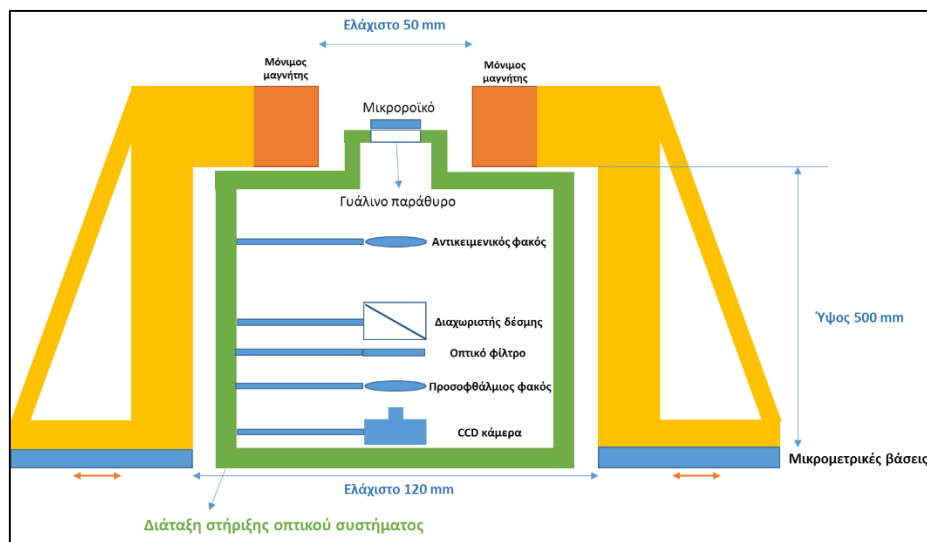 Ελάχιστο 50 mm
Μόνιμος
μαγνήτης
Μόνιμος
μαγνήτης
Μικροροϊκό
Γυάλινο παράθυρο
Αντικειμενικός φακός
Διαχωριστής δέσμης
Οπτικό φίλτρο
Προσοφθάλμιος φακός
CCD κάμερα
Ύψος 500 mm
Μικρομετρικές βάσεις
Ελάχιστο 120 mm
Διάταξη στήριξης οπτικού συστήματος